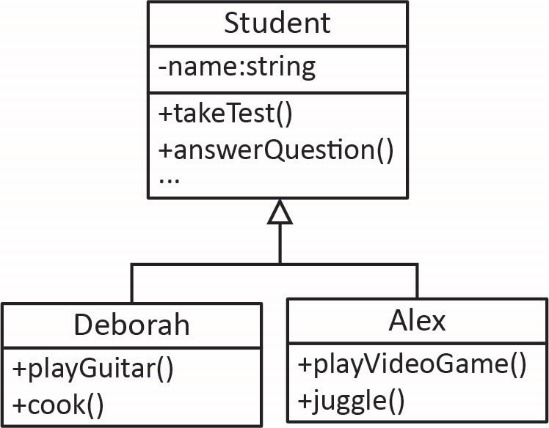 Student
-name:string
+takeTest()
+answerQuestion()
...
Deborah
+playGuitar()
+cook()
Alex
+playVideoGame()
+juggle()